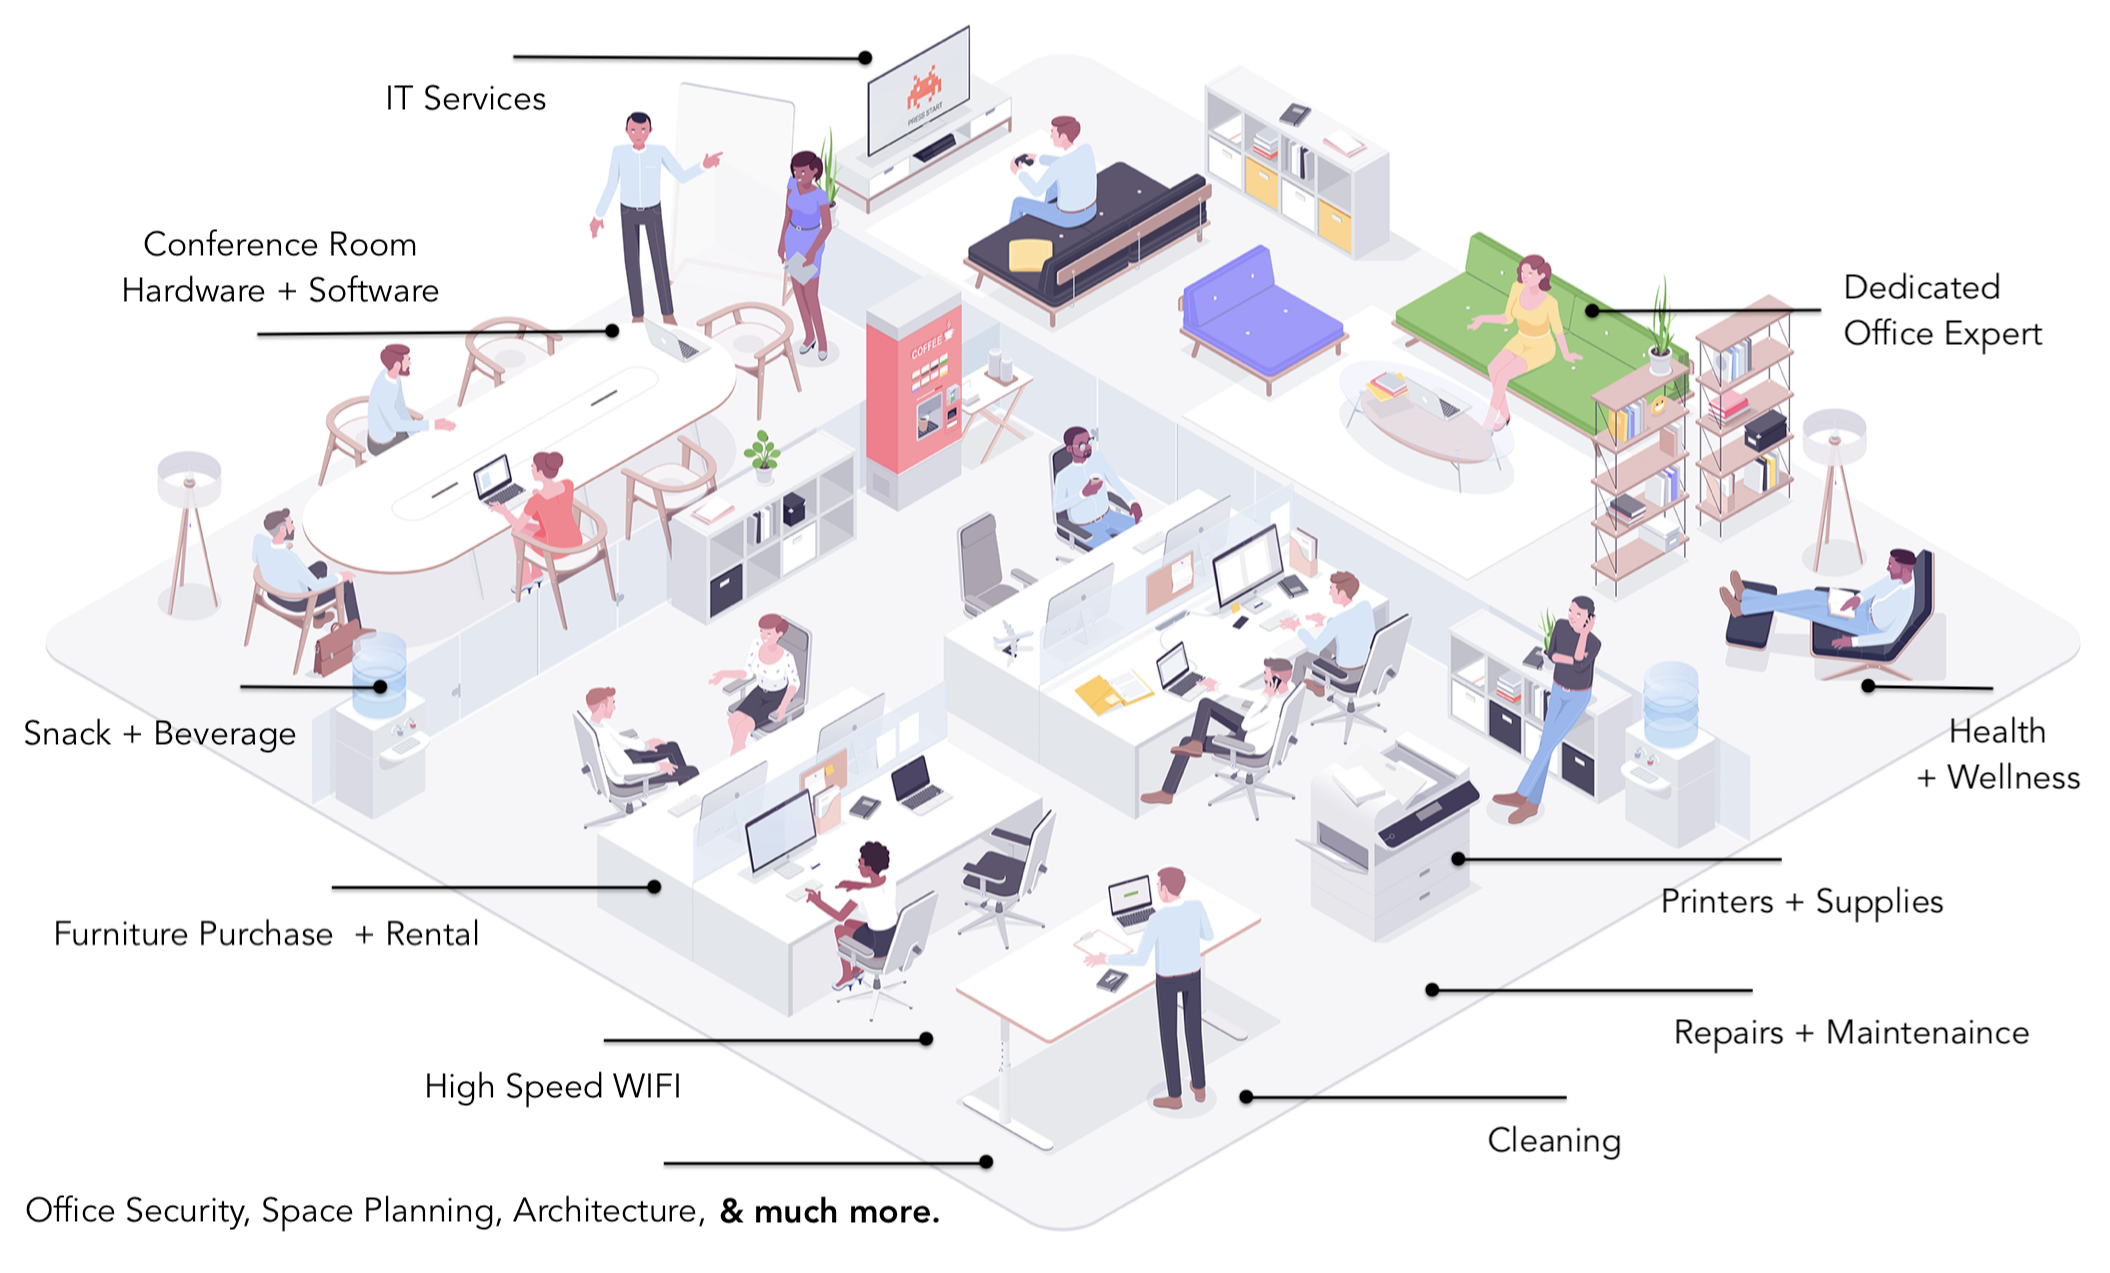 IT Services
PRESS START
Conference Room
Hardware + Software
Dedicated
Office Expert
COFFEE
Snack + Beverage
Health
+ Wellness
Furniture Purchase + Rental
Printers + Supplies
Repairs + Maintenaince
High Speed WIFI
Cleaning
Office Security, Space Planning, Architecture, & much more.